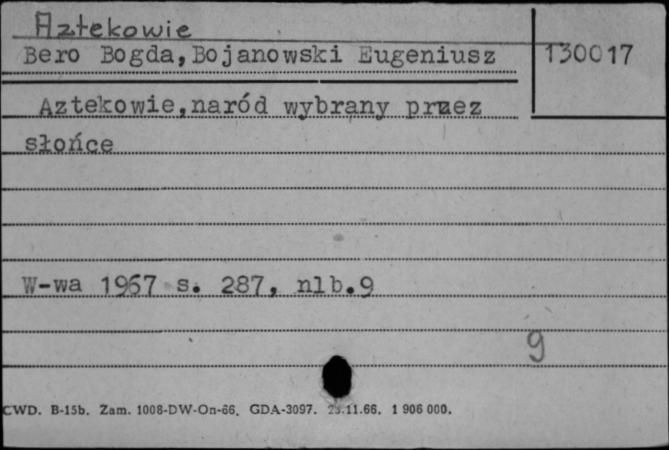 Aztekowie
Bero Bogda,Bojanowski Eugeniusz
130017
Aztekowie,naród wybrany przez
słońce
W-wa 1967 s. 287, nlb.9
9
CWD. B-15b. Zam. 1008-DW-On-66. GDA-3097. 23.11.66. 1 906 000.